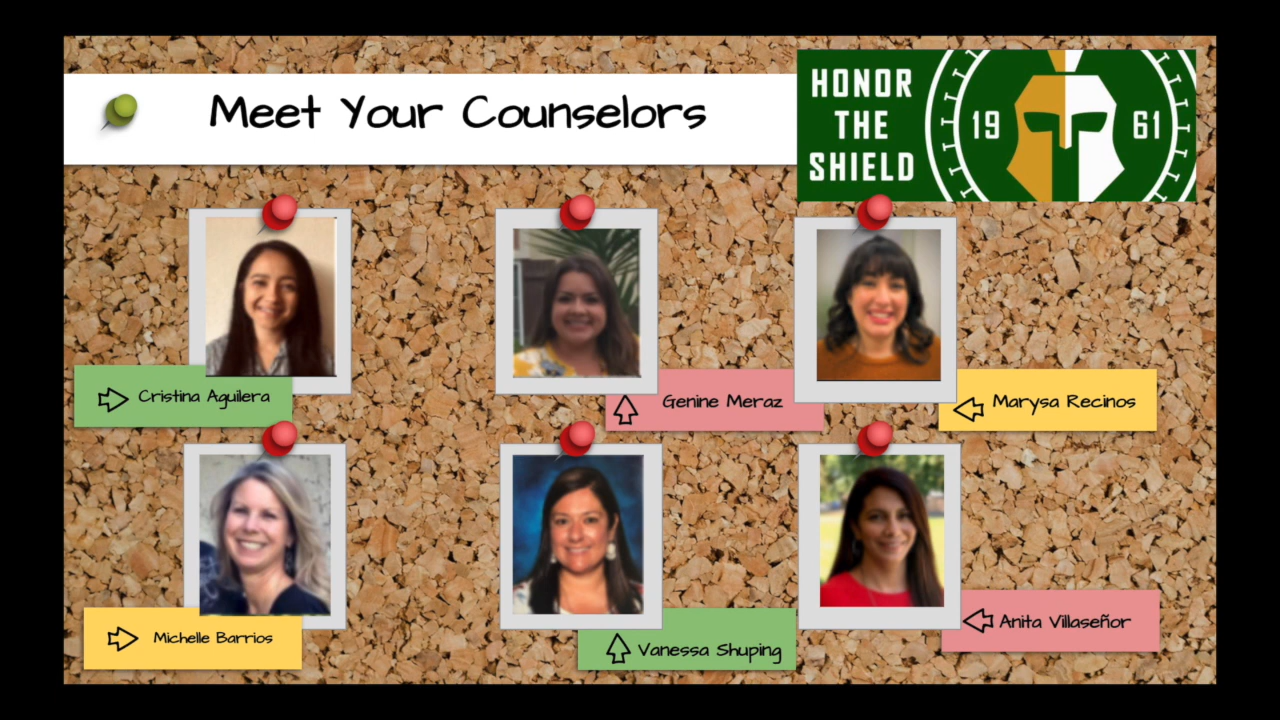 Meet Your Counselors
HONOR
THE
SHIELD
19 61
Cristina Aguilera
Genine Meraz
Marysa Recinos
Michelle Barrios
Vanessa Shuping
Anita Villaseñor